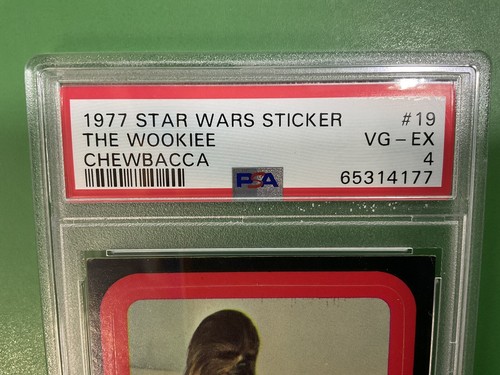 1977 STAR WARS STICKER #19
THE WOOKIEE VG-EX
CHEWBACCA 4
PSA 65314177